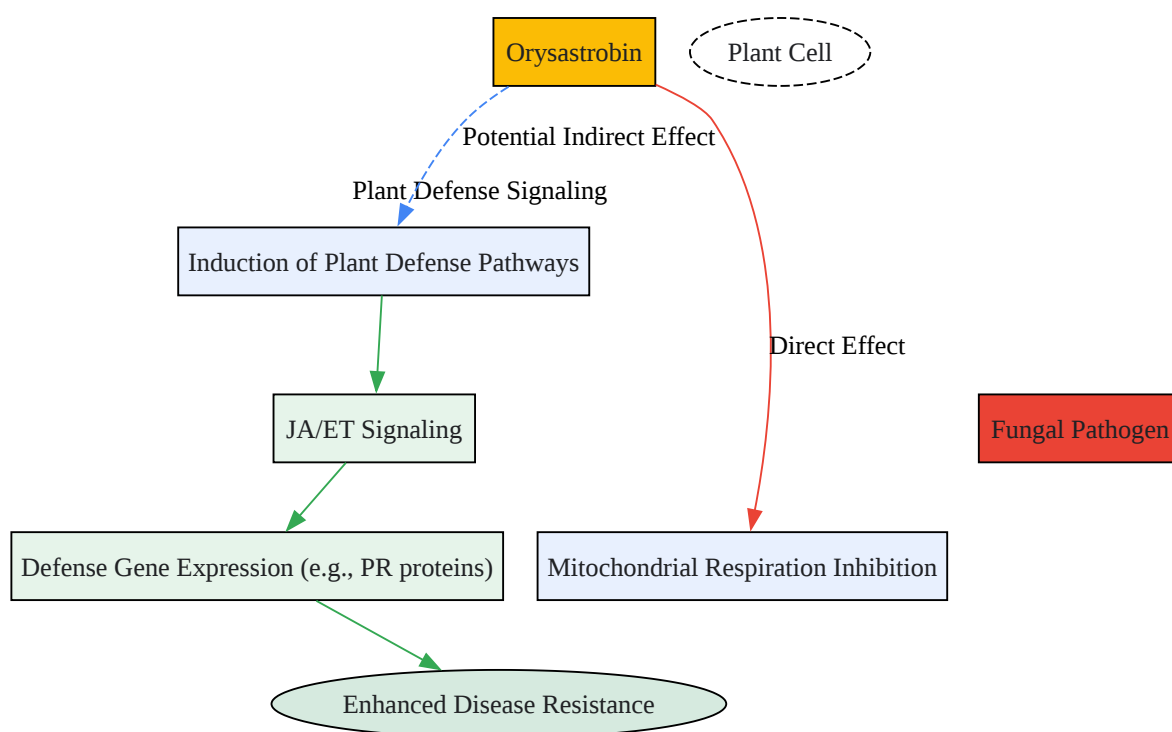 Orysastrobin
Plant Cell
Potential Indirect Effect
Plant Defense Signaling
Induction of Plant Defense Pathways
Direct Effect
JA/ET Signaling
Fungal Pathogen
Defense Gene Expression (e.g., PR proteins)
Mitochondrial Respiration Inhibition
Enhanced Disease Resistance